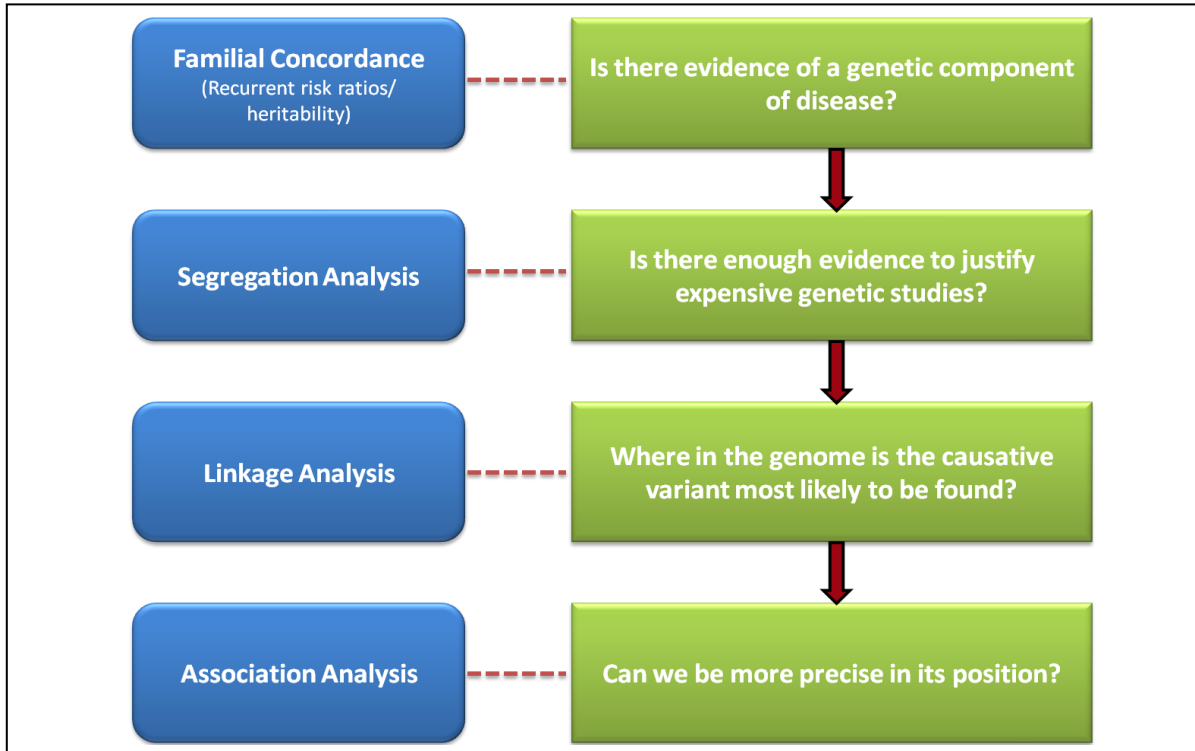 Familial Concordance
(Recurrent risk ratios/
heritability)
Is there evidence of a genetic component
of disease?
Segregation Analysis
Is there enough evidence to justify
expensive genetic studies?
Linkage Analysis
Where in the genome is the causative
variant most likely to be found?
Association Analysis
Can we be more precise in its position?